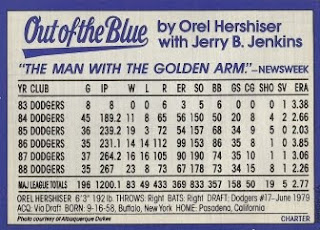 Out of the Blue by Orel Hershiser
with Jerry B. Jenkins
"THE MAN WITH THE GOLDEN ARM."–NEWSWEEK
YR CLUB G IP W L R ER SO BB GS CG SHO SV ERA
83 DODGERS 8 8 0 0 6 3 5 6 0 0 0 1 3.38
84 DODGERS 45 189.2 11 8 65 56 150 50 20 8 4 2 2.66
85 DODGERS 36 239.2 19 3 72 54 157 68 34 9 5 0 2.03
86 DODGERS 35 231.1 14 14 112 99 153 86 35 8 1 0 3.85
87 DODGERS 37 264.2 16 16 105 90 190 74 35 10 1 1 3.06
88 DODGERS 35 267 23 8 73 67 178 73 34 15 8 1 2.26
MAJ. LEAGUE TOTALS 196 1200.1 83 49 433 369 833 357 158 50 19 5 2.77
OREL HERSHISER 6'3" 192 lb. THROWS: Right BATS: Right DRAFT: Dodgers #17-June 1979
ACQ: Via Draft BORN: 9-16-58, Buffalo, New York HOME: Pasadena, California
Photo courtesy of Albuquerque Dukes CHARTER